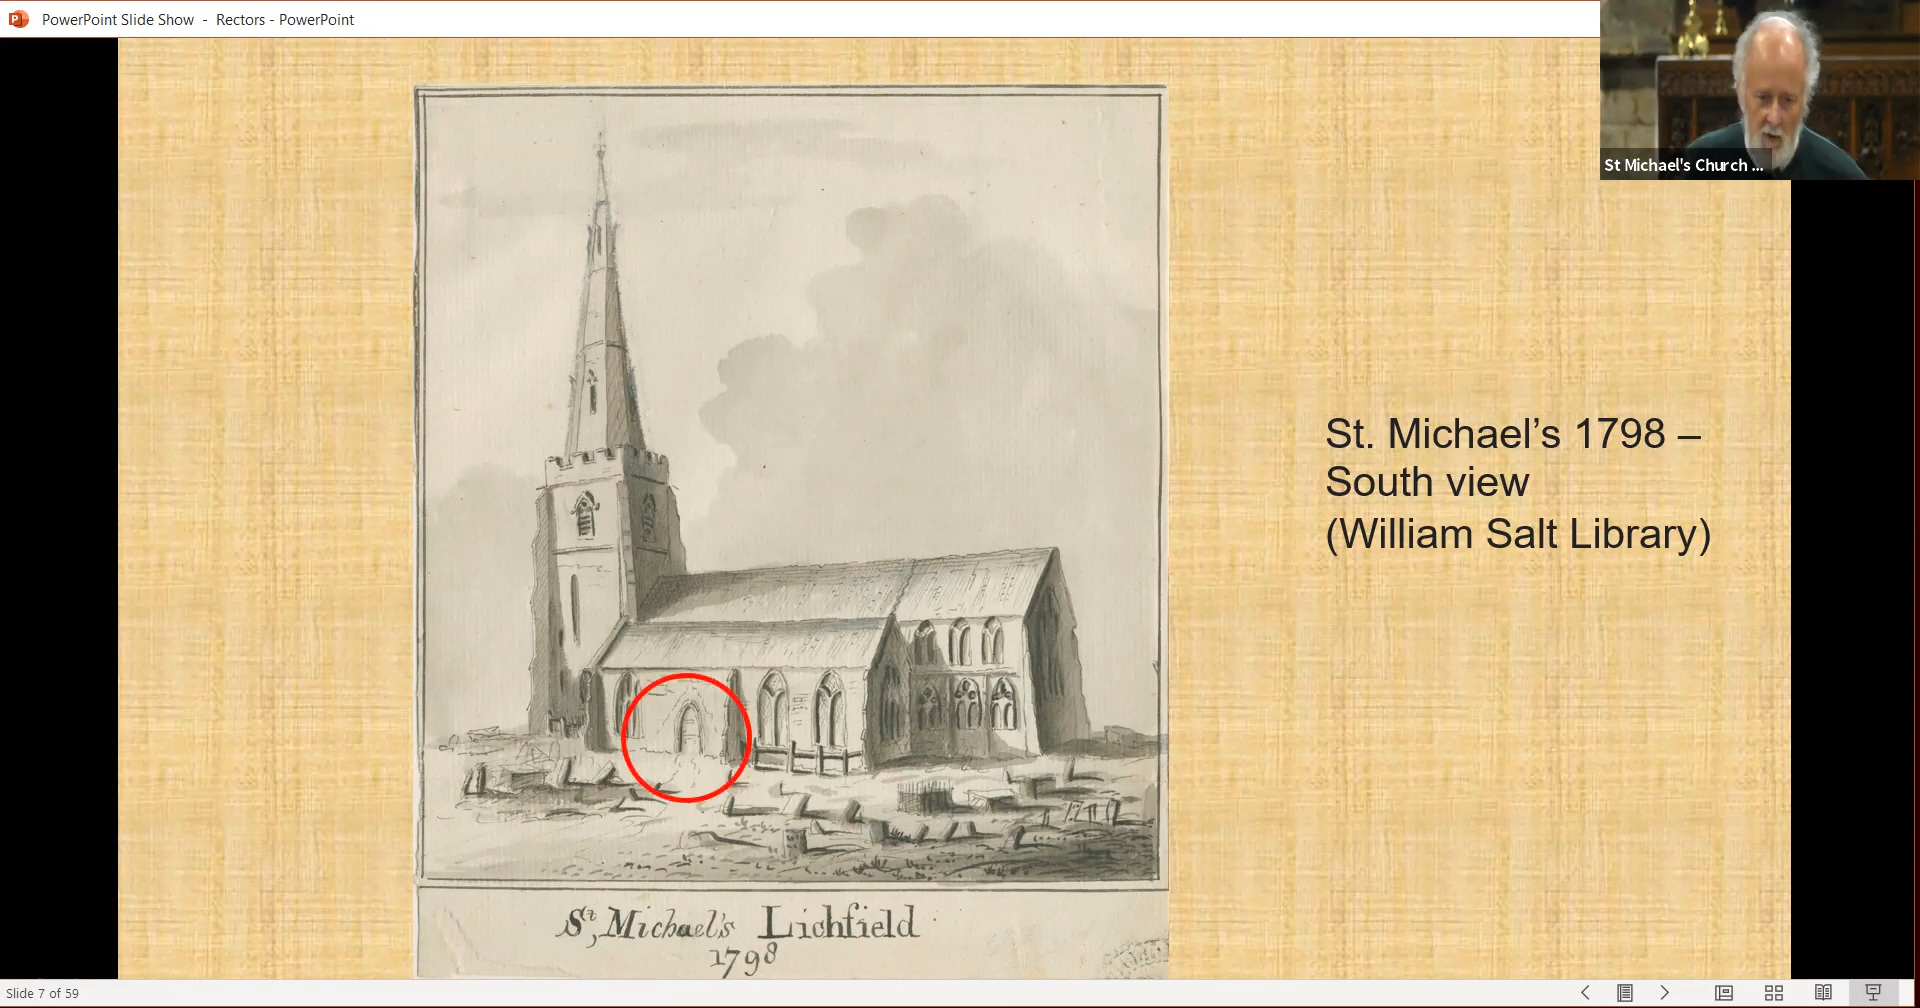 PowerPoint Slide Show - Rectors - PowerPoint
St Michael's Church ...
St. Michael’s 1798 –
South view
(William Salt Library)
St, Michael's Lichfield
1798
Slide 7 of 59